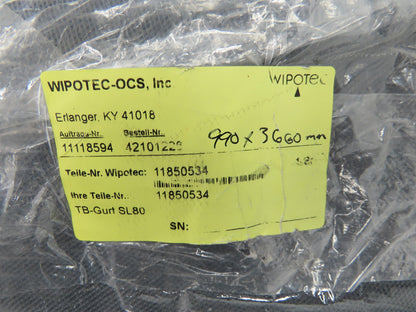 WIPOTEC-OCS, Inc
WIPOTEC
Erlanger, KY 41018
Auftrags-Nr. Bestell-Nr.
11118594 42101226
990 x 3660 mm
Teile-Nr. Wipotec: 11850534
Ihre Teile-Nr.: 11850534
TB-Gurt SL80
SN: